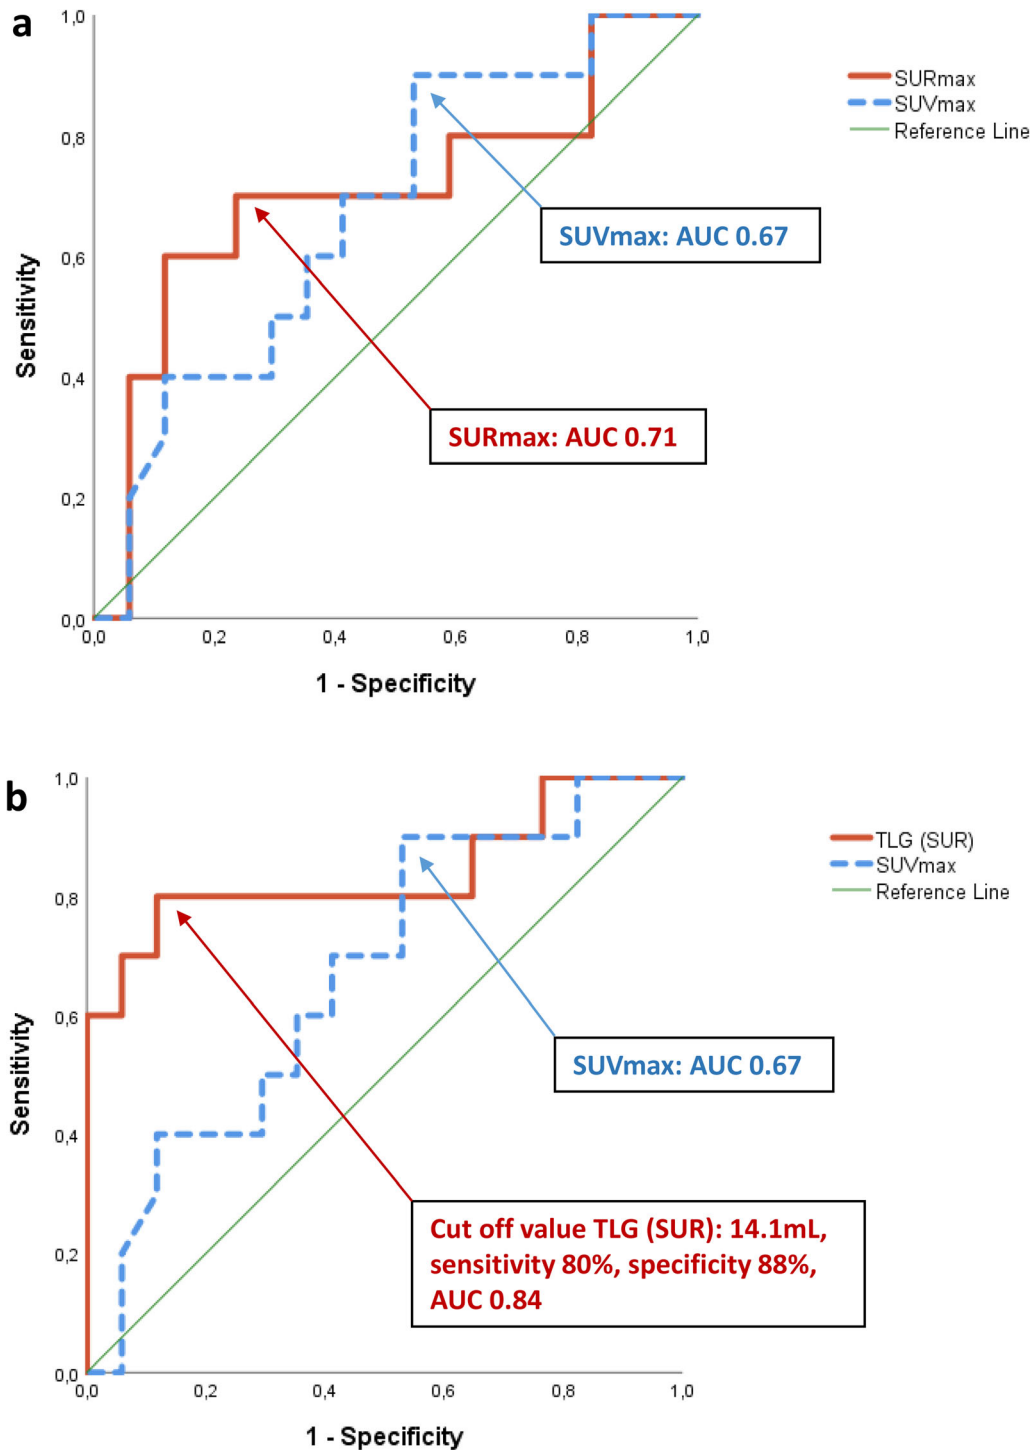 a
1,0
0,8
0,6
0,4
0,2
0,0
Sensitivity
0,0 0,2 0,4 0,6 0,8 1,0
1 - Specificity
SURmax
SUVmax
Reference Line
SUVmax: AUC 0.67
SURmax: AUC 0.71
b
1,0
0,8
0,6
0,4
0,2
0,0
Sensitivity
0,0 0,2 0,4 0,6 0,8 1,0
1 - Specificity
TLG (SUR)
SUVmax
Reference Line
SUVmax: AUC 0.67
Cut off value TLG (SUR): 14.1mL,
sensitivity 80%, specificity 88%,
AUC 0.84